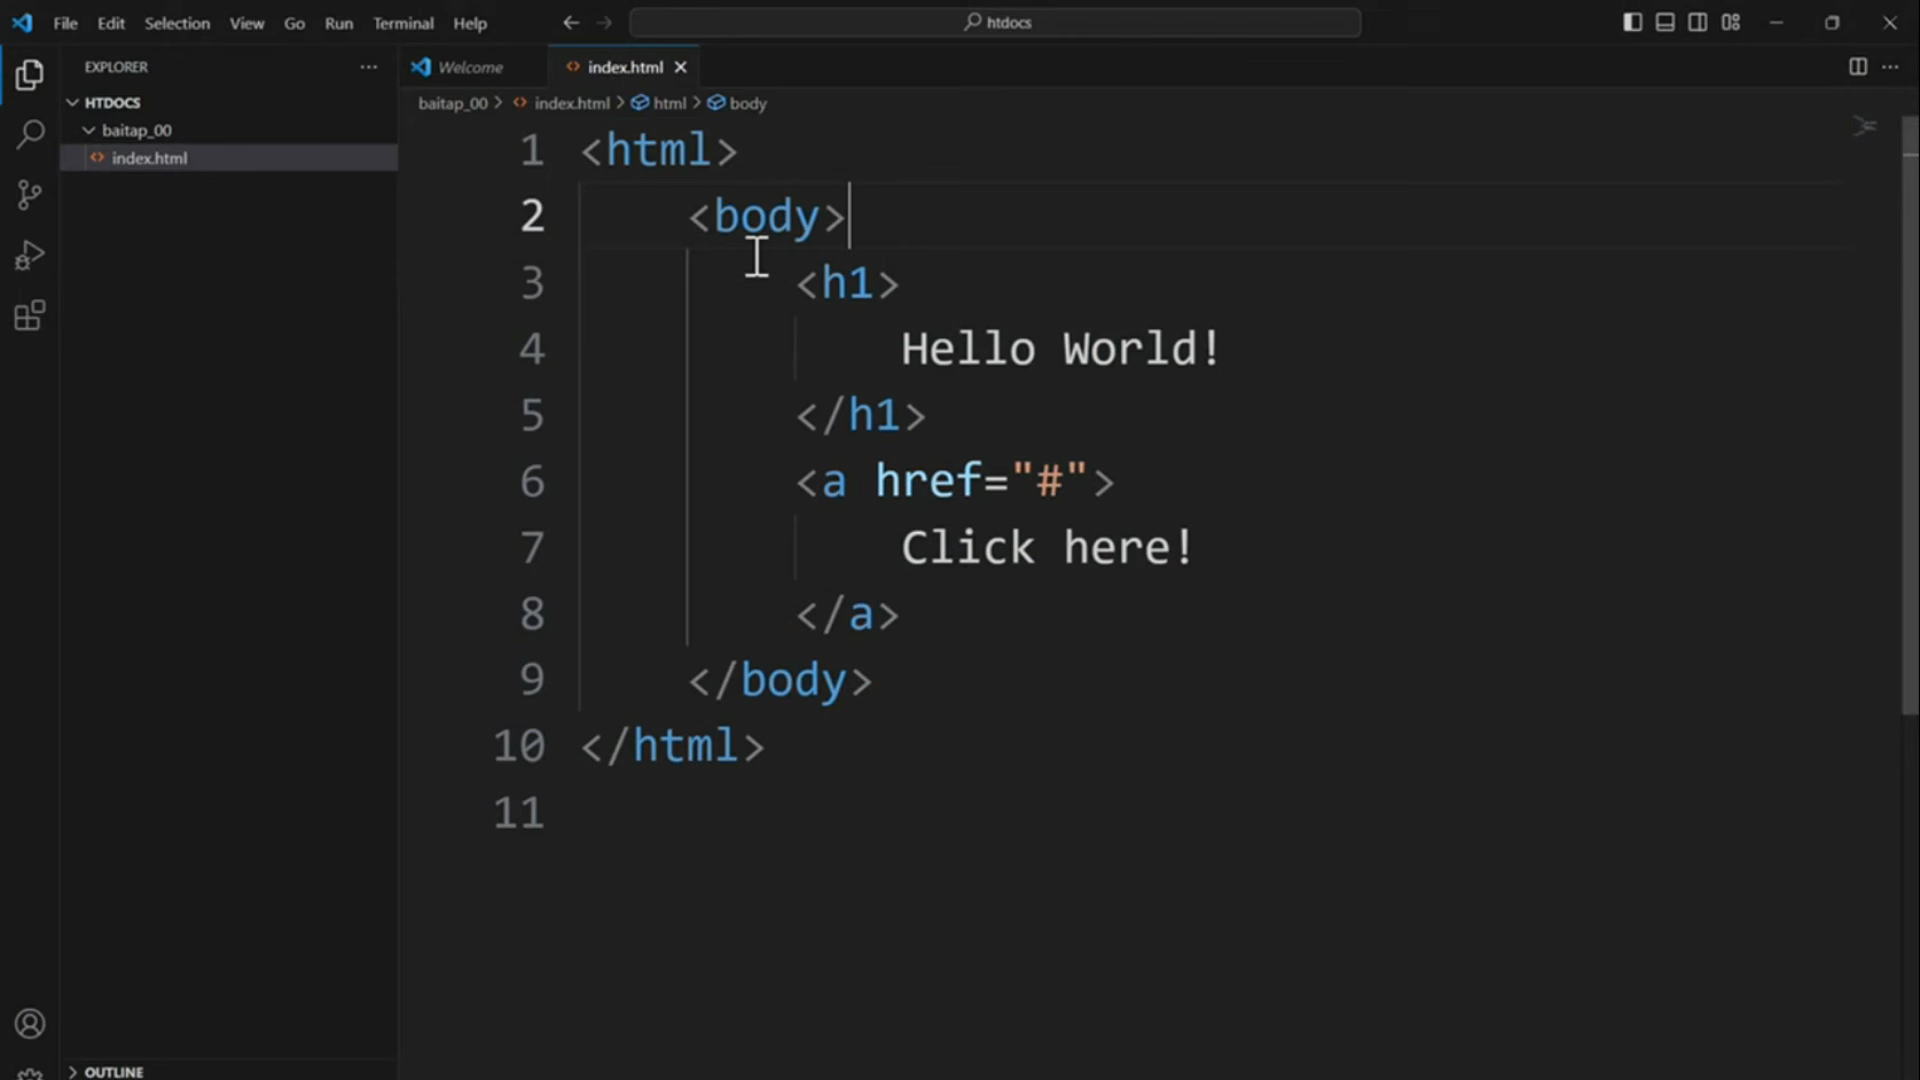 File Edit Selection View Go Run Terminal Help
htdocs
EXPLORER
Welcome
index.html
HTDOCS
baitap_00
index.html
baitap_00 > index.html > html > body
1 <html>
2 <body>
3 <h1>
4 Hello World!
5 </h1>
6 <a href="#">
7 Click here!
8 </a>
9 </body>
10 </html>
11
OUTLINE